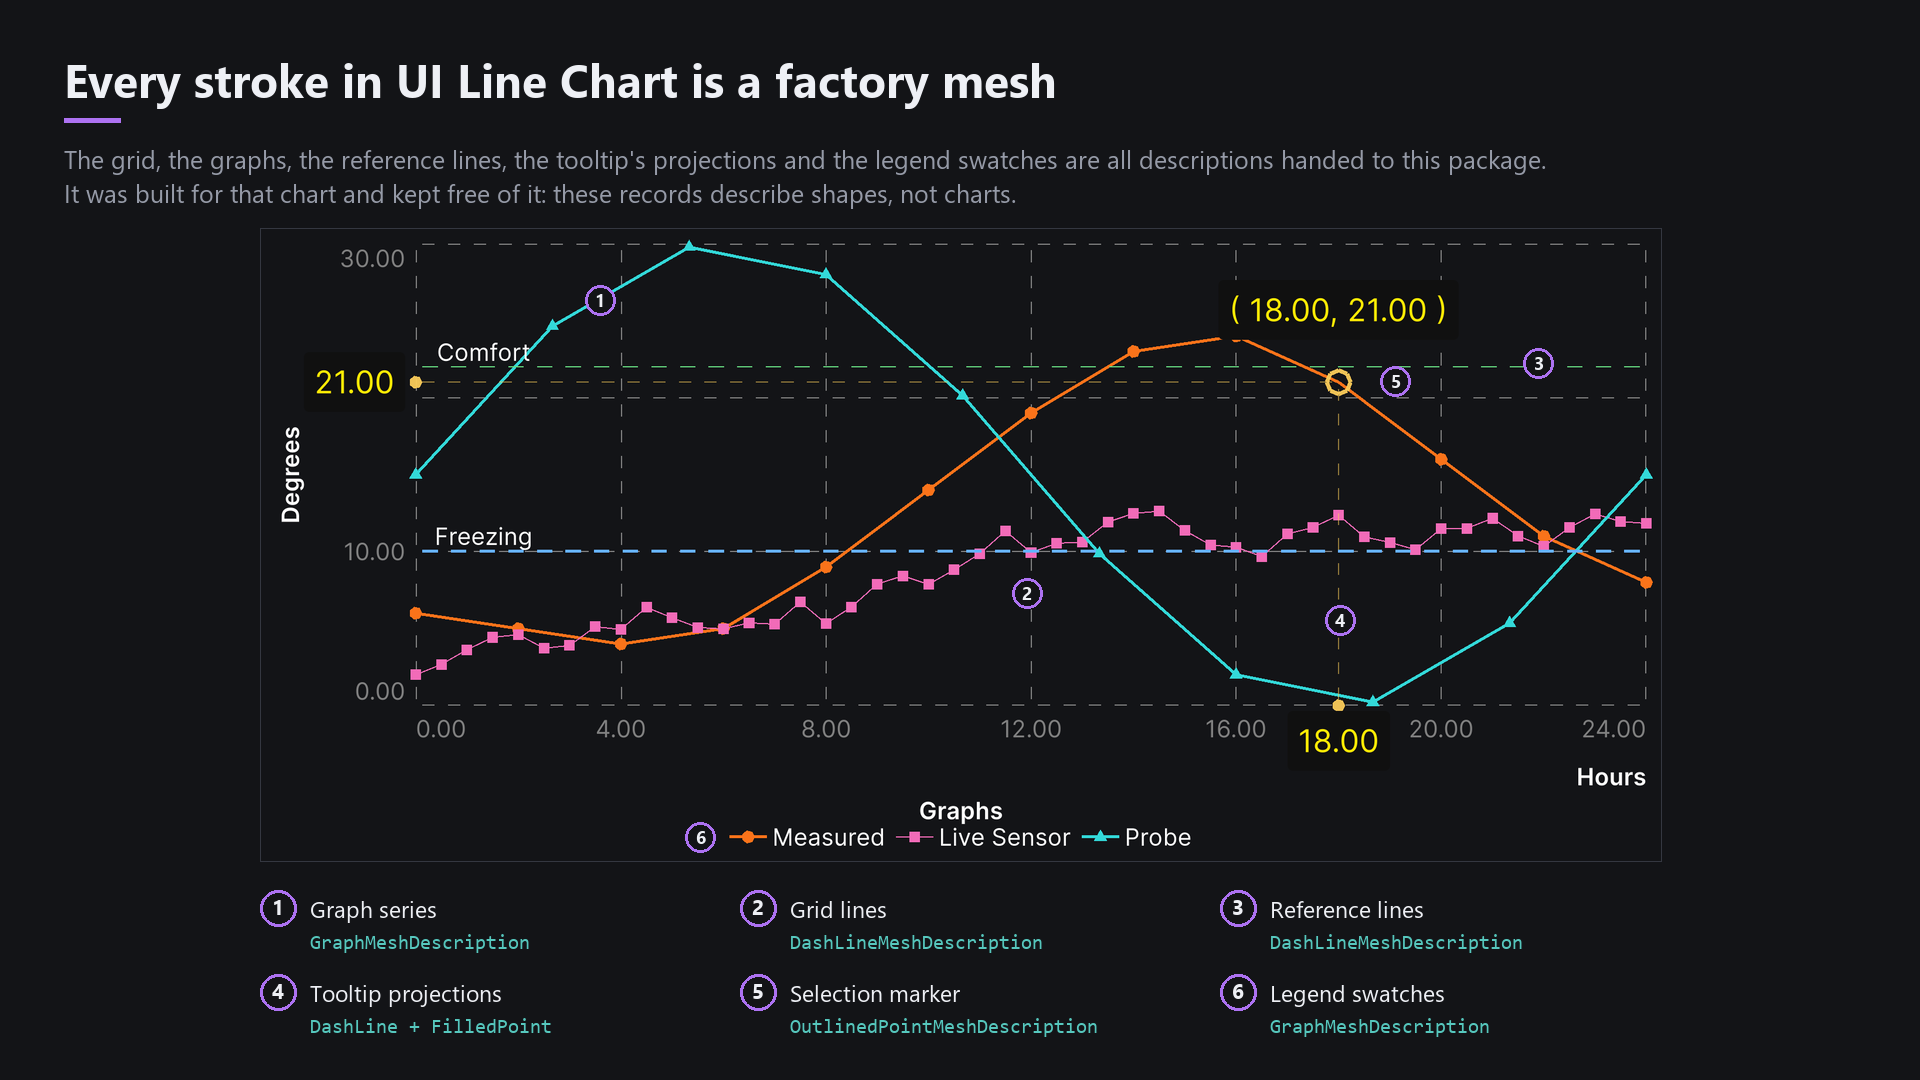 Every stroke in UI Line Chart is a factory mesh
The grid, the graphs, the reference lines, the tooltip's projections and the legend swatches are all descriptions handed to this package.
It was built for that chart and kept free of it: these records describe shapes, not charts.
30.00
1
( 18.00, 21.00 )
Comfort
3
21.00
5
Degrees
Freezing
10.00
2
4
0.00
0.00 4.00 8.00 12.00 16.00 20.00 24.00
18.00
Hours
Graphs
6 Measured Live Sensor Probe
1 Graph series
GraphMeshDescription
2 Grid lines
DashLineMeshDescription
3 Reference lines
DashLineMeshDescription
4 Tooltip projections
DashLine + FilledPoint
5 Selection marker
OutlinedPointMeshDescription
6 Legend swatches
GraphMeshDescription